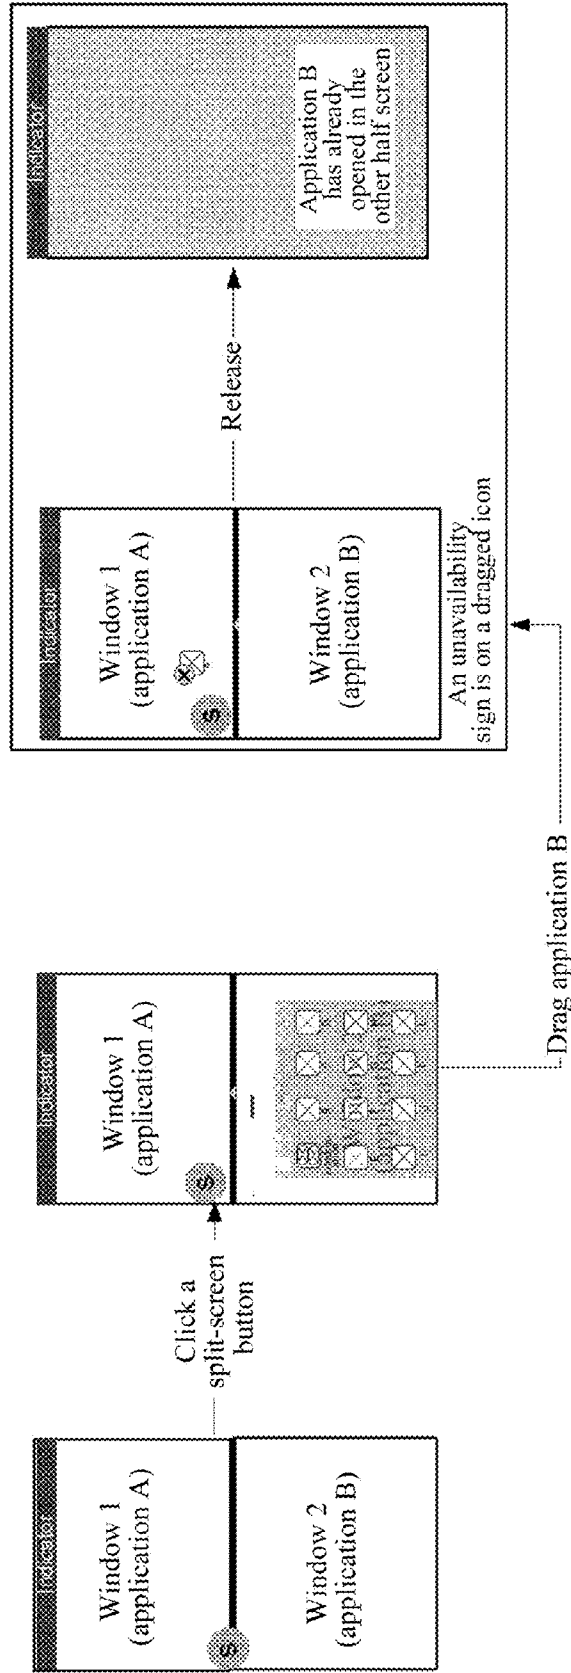 Indicator
Window 1
(application A)
S
Window 2
(application B)
Click a
split-screen
button
Indicator
Window 1
(application A)
S
Drag application B
Indicator
Window 1
(application A)
S
Window 2
(application B)
An unavailability
sign is on a dragged icon
Release
Indicator
Application B
has already
opened in the
other half screen